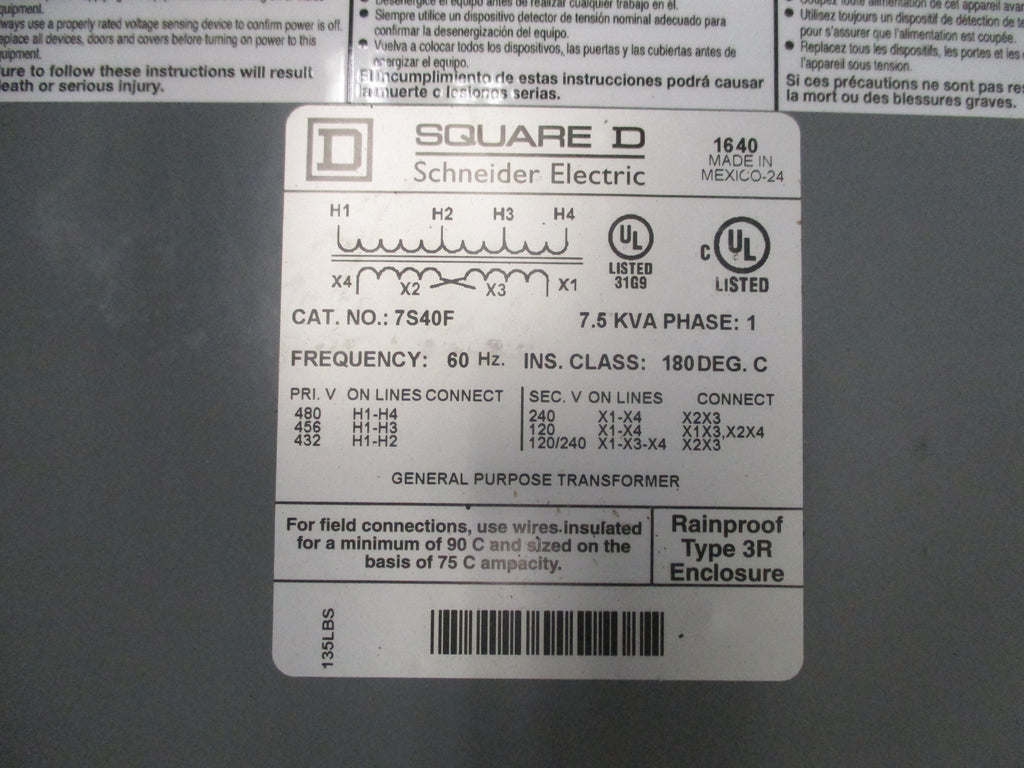 equipment.
ways use a properly rated voltage sensing device to confirm power is off.
eplace all devices, doors and covers before turning on power to this
uipment.
ure to follow these instructions will result
eath or serious injury.
Desenergice el equipo antes de realizar cualquier trabajo en él.
Siempre utilice un dispositivo detector de tensión nominal adecuado para
confirmar la desenergización del equipo.
Vuelva a colocar todos los dispositivos, las puertas y las cubiertas antes de
energizar el equipo.
El incumplimiento de estas instrucciones podrá causar
la muerte o lesiones serias.
Coupez toute alimentation de cet appareil avan
Utilisez toujours un dispositif de détection de te
pour s'assurer que l'alimentation est coupée.
Replacez tous les dispositifs, les portes et les
l'appareil sous tension.
Si ces précautions ne sont pas res
la mort ou des blessures graves.
D SQUARE D
Schneider Electric
1640
MADE IN
MEXICO-24
H1 H2 H3 H4
X4 X2 X3 X1
UL
LISTED
31G9
C UL
LISTED
CAT. NO.: 7S40F 7.5 KVA PHASE: 1
FREQUENCY: 60 Hz. INS. CLASS: 180 DEG. C
PRI. V ON LINES CONNECT
480 H1-H4
456 H1-H3
432 H1-H2
SEC. V ON LINES CONNECT
240 X1-X4 X2X3
120 X1-X4 X1X3,X2X4
120/240 X1-X3-X4 X2X3
GENERAL PURPOSE TRANSFORMER
For field connections, use wires insulated
for a minimum of 90 C and sized on the
basis of 75 C ampacity.
Rainproof
Type 3R
Enclosure
135LBS